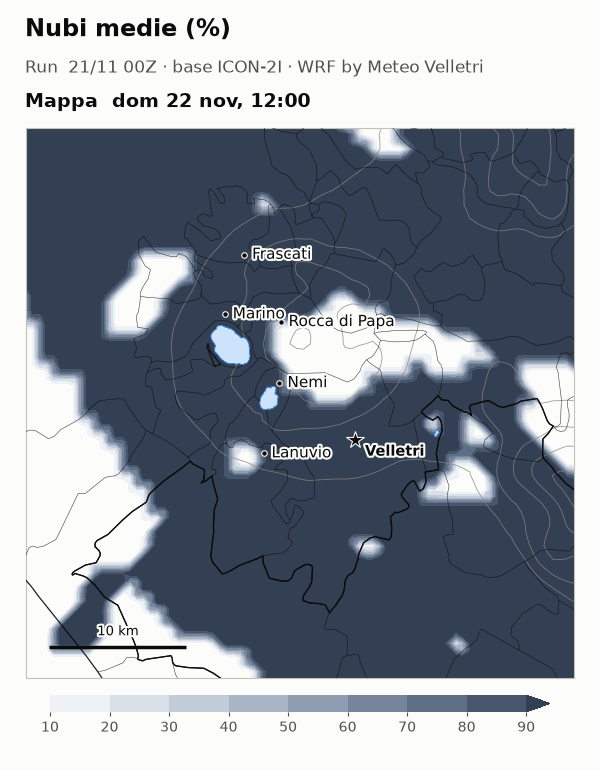 Nubi medie (%)
Run 21/11 00Z · base ICON-2I · WRF by Meteo Velletri
Mappa dom 22 nov, 12:00
Frascati
Marino
Rocca di Papa
Nemi
Velletri
Lanuvio
10 km
10 20 30 40 50 60 70 80 90